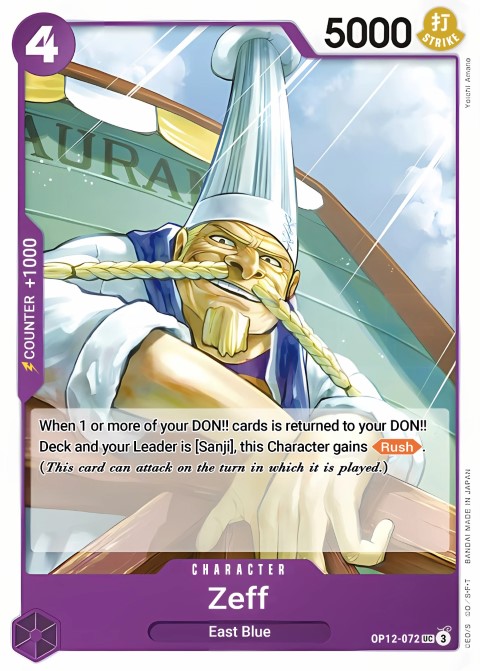 4
5000
打
STRIKE
Youichi Amano
AURAN
COUNTER +1000
When 1 or more of your DON!! cards is returned to your DON!!
Deck and your Leader is [Sanji], this Character gains Rush.
(This card can attack on the turn in which it is played.)
CHARACTER
Zeff
East Blue
OP12-072 UC 3
©E.O/S. ©O/S·F·T BANDAI MADE IN JAPAN